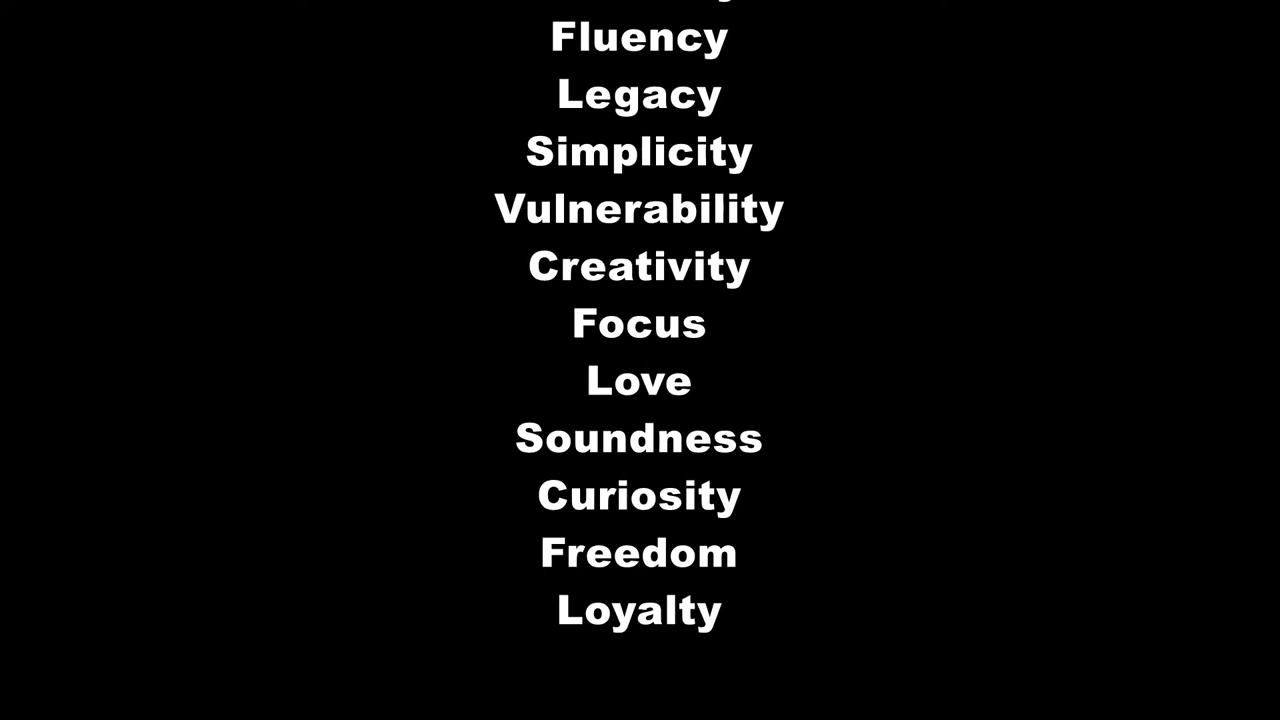 Fluency
Legacy
Simplicity
Vulnerability
Creativity
Focus
Love
Soundness
Curiosity
Freedom
Loyalty